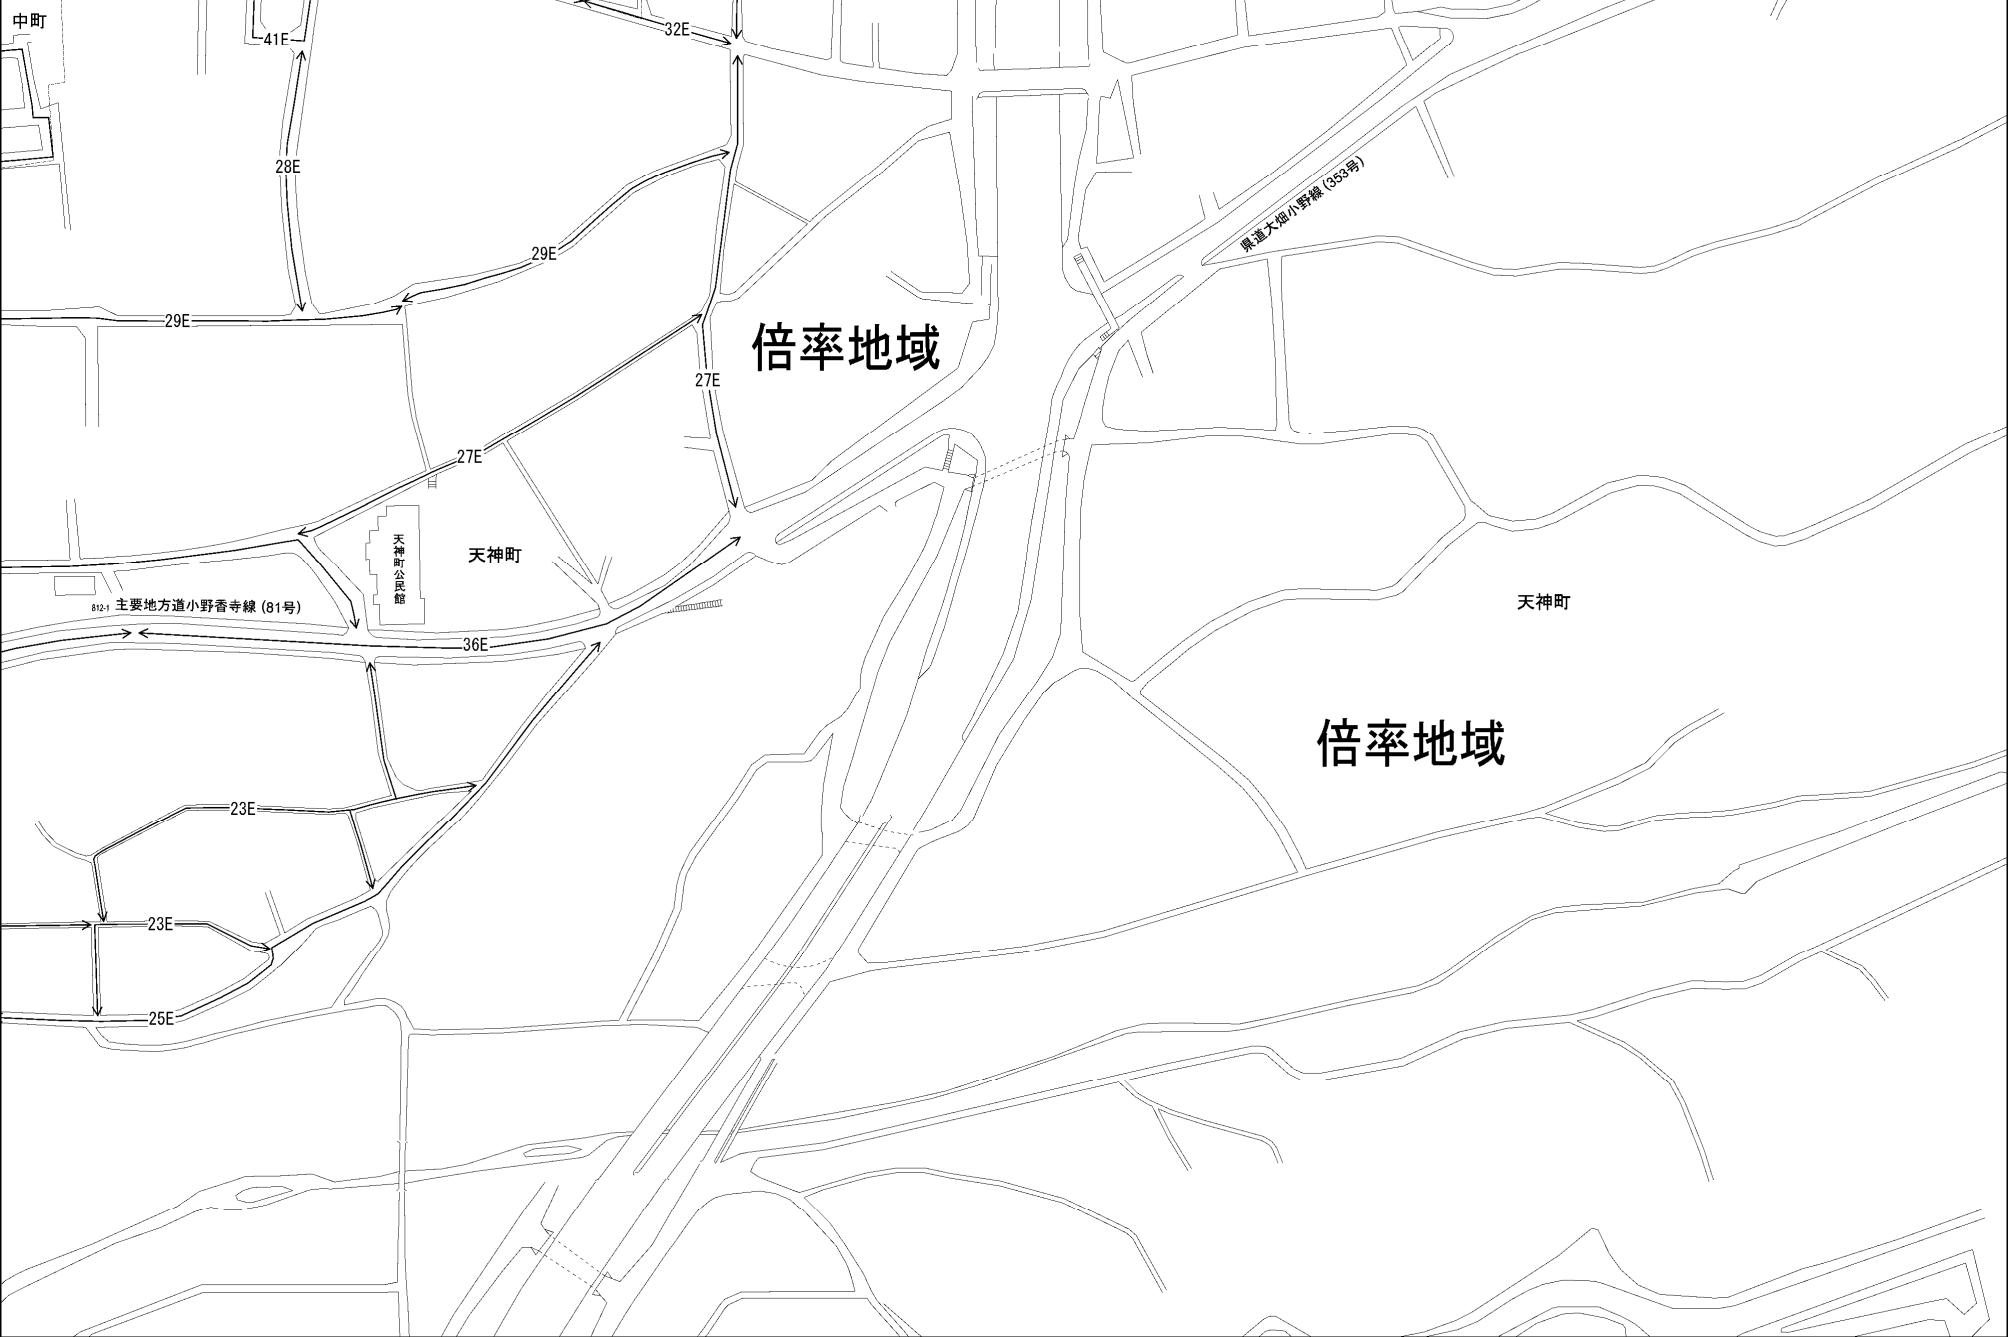 中町
41E
32E
28E
県道大畑小野線(353号)
29E
29E
倍率地域
27E
27E
天神町公民館
天神町
天神町
812-1
主要地方道小野香寺線(81号)
36E
倍率地域
23E
23E
25E